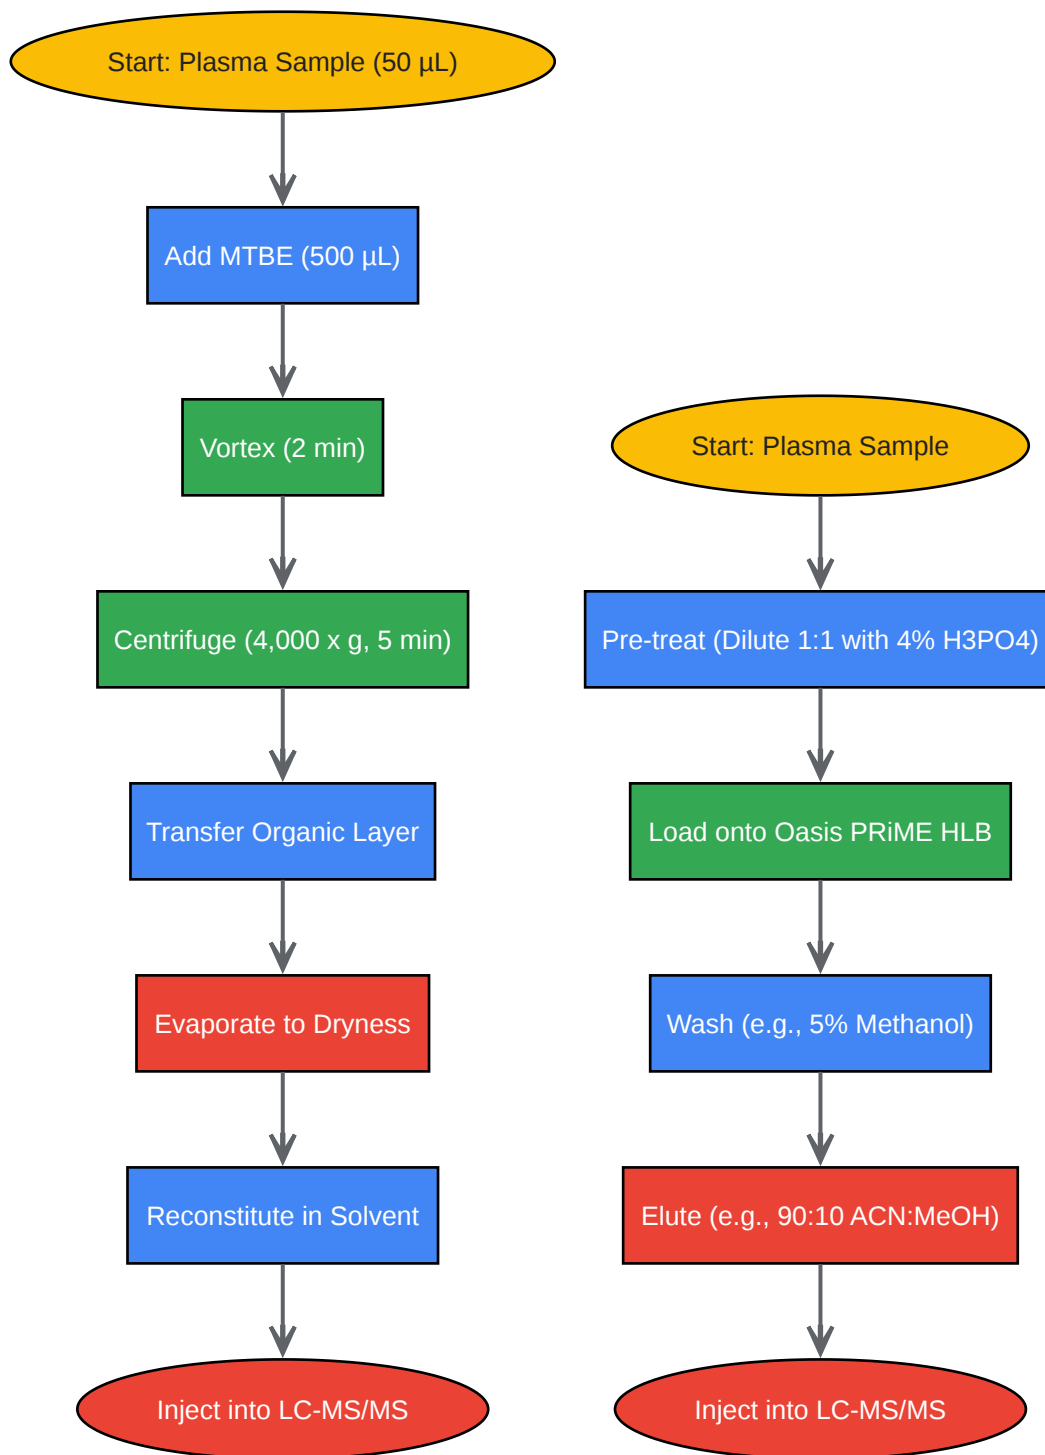 Start: Plasma Sample (50 µL)
Add MTBE (500 µL)
Vortex (2 min)
Centrifuge (4,000 x g, 5 min)
Transfer Organic Layer
Evaporate to Dryness
Reconstitute in Solvent
Inject into LC-MS/MS
Start: Plasma Sample
Pre-treat (Dilute 1:1 with 4% H3PO4)
Load onto Oasis PRiME HLB
Wash (e.g., 5% Methanol)
Elute (e.g., 90:10 ACN:MeOH)
Inject into LC-MS/MS